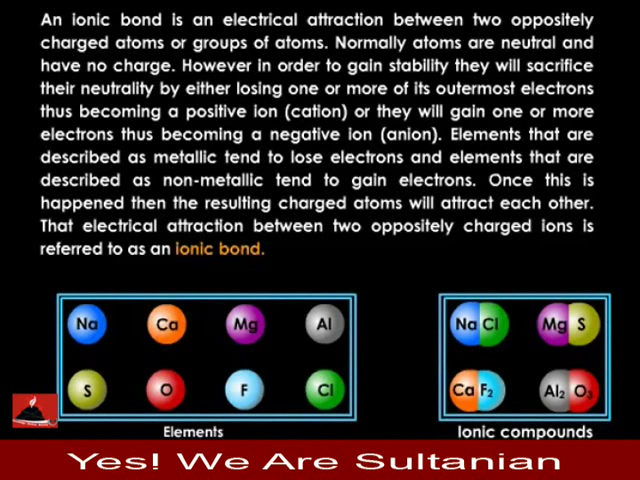 An ionic bond is an electrical attraction between two oppositely
charged atoms or groups of atoms. Normally atoms are neutral and
have no charge. However in order to gain stability they will sacrifice
their neutrality by either losing one or more of its outermost electrons
thus becoming a positive ion (cation) or they will gain one or more
electrons thus becoming a negative ion (anion). Elements that are
described as metallic tend to lose electrons and elements that are
described as non-metallic tend to gain electrons. Once this is
happened then the resulting charged atoms will attract each other.
That electrical attraction between two oppositely charged ions is
referred to as an ionic bond.
Na Ca Mg Al
S O F Cl
Elements
Na Cl Mg S
Ca F₂ Al₂ O₃
Ionic compounds
Yes! We Are Sultanian